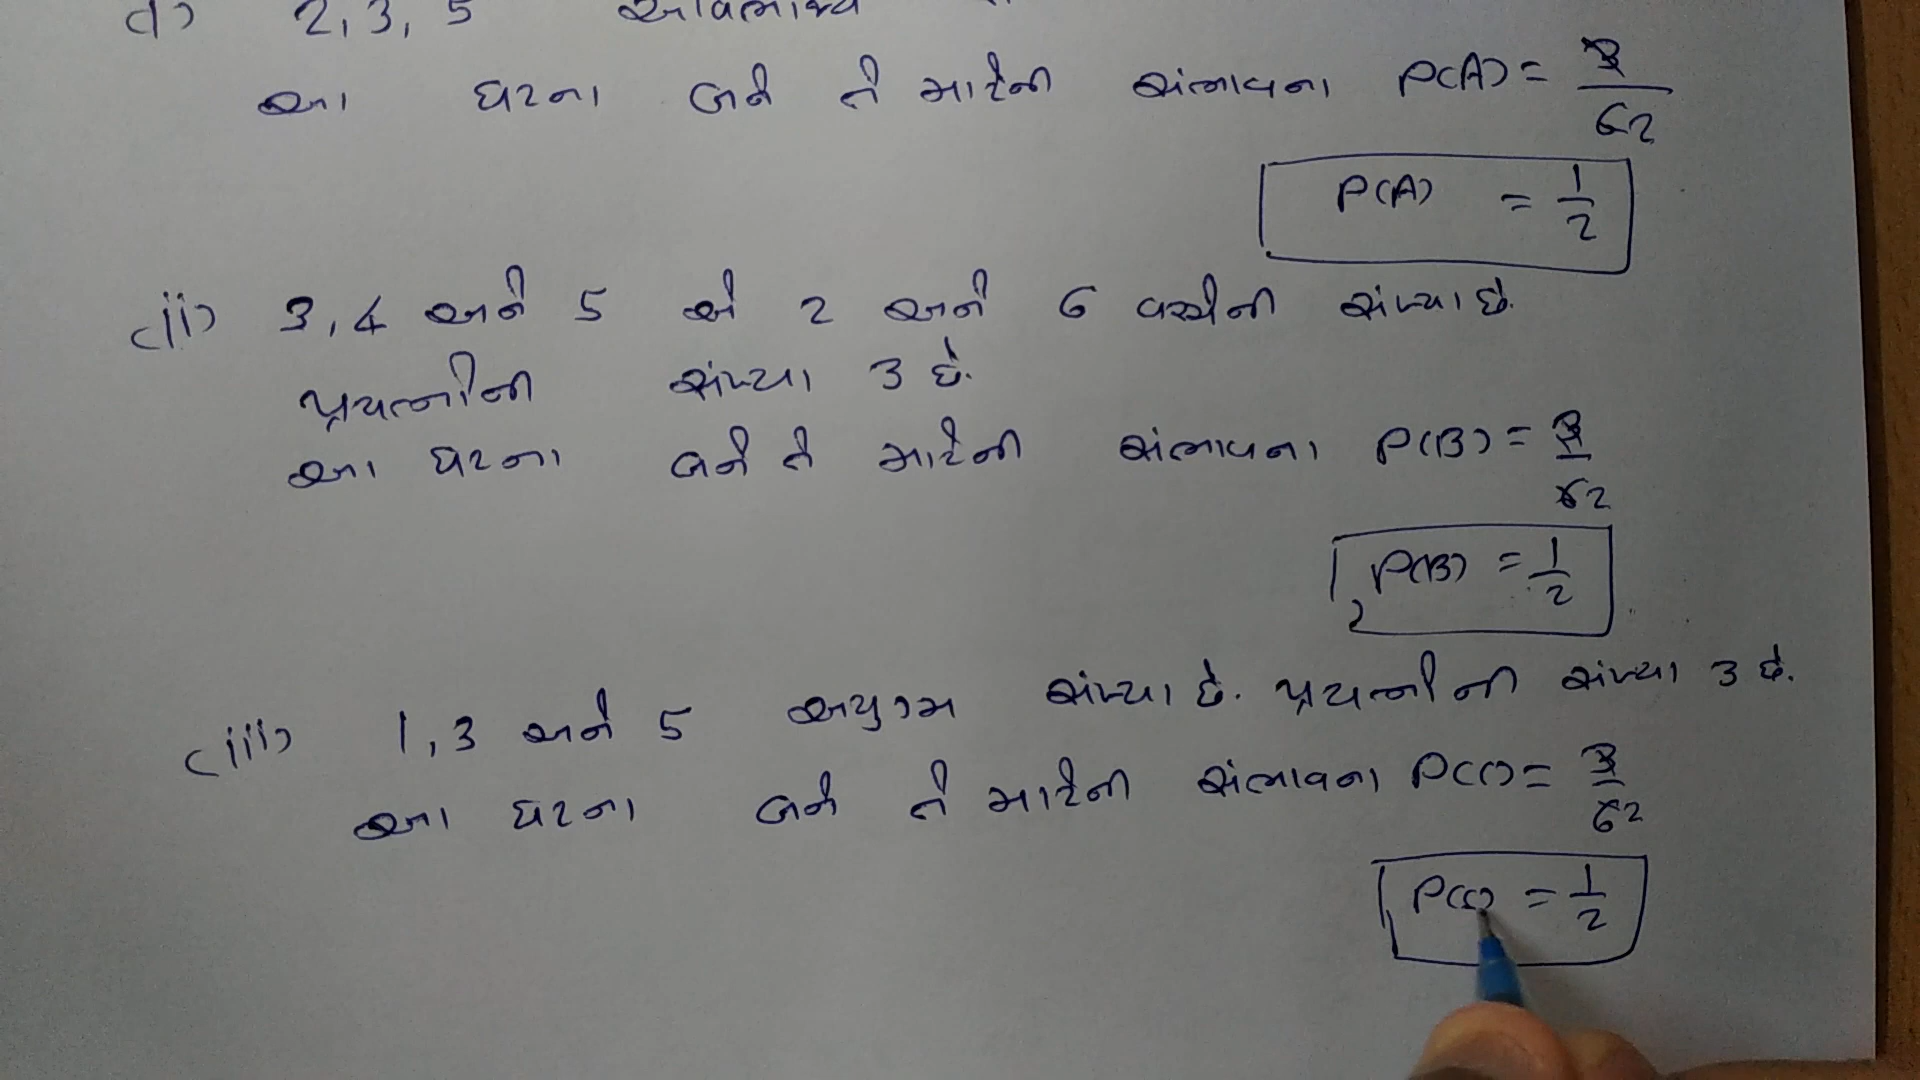 (i) 2, 3, 5 અવિભાજ્ય
આ ઘટના બને તે માટેની સંભાવના P(A) = 3/6 2
P(A) = 1/2
(ii) 3, 4 અને 5 એ 2 અને 6 વચ્ચેની સંખ્યા છે.
પ્રયત્નોની સંખ્યા 3 છે.
આ ઘટના બને તે માટેની સંભાવના P(B) = 3/6 2
P(B) = 1/2
(iii) 1, 3 અને 5 અયુગ્મ સંખ્યા છે. પ્રયત્નોની સંખ્યા 3 છે.
આ ઘટના બને તે માટેની સંભાવના P(C) = 3/6 2
P(C) = 1/2